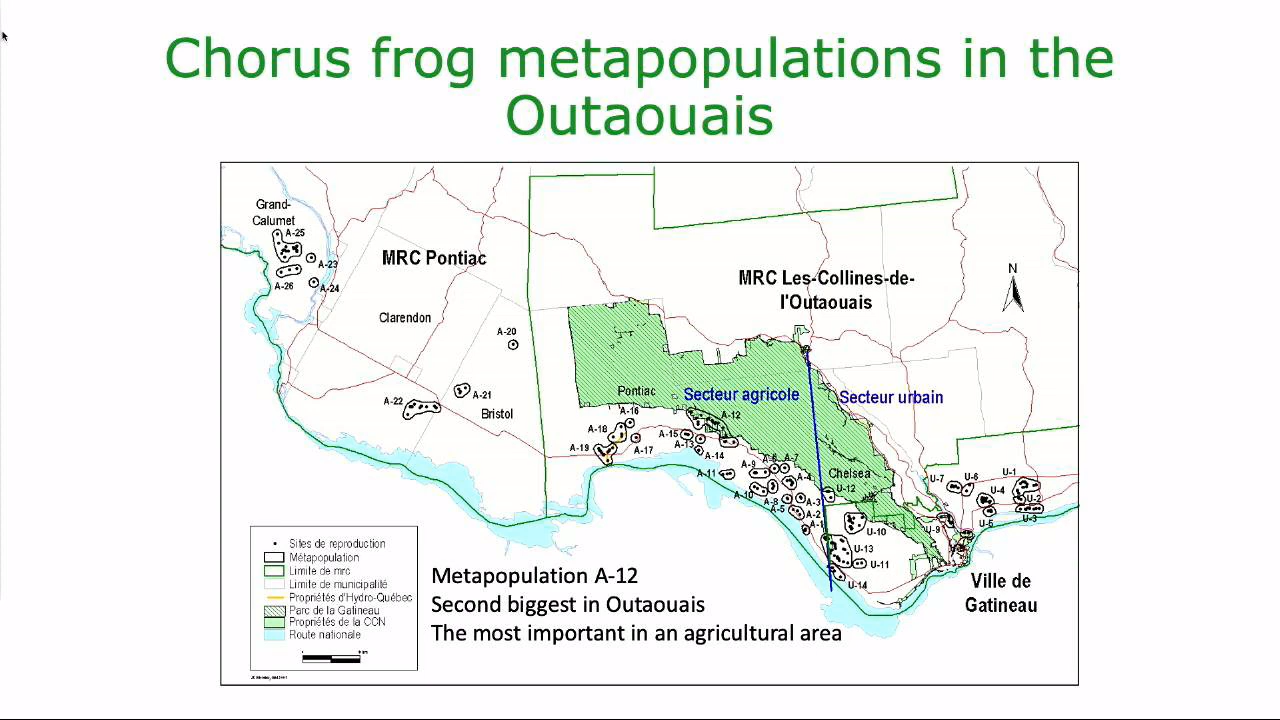 Chorus frog metapopulations in the
Outaouais
Grand-
Calumet
A-25
A-23
A-26
A-24
MRC Pontiac
MRC Les-Collines-de-
l'Outaouais
N
Clarendon
A-20
Pontiac
Secteur agricole
Secteur urbain
A-21
A-22
Bristol
A-16
A-12
A-18
A-15
A-13
A-19
A-17
A-14
A-9
A-6
A-7
A-11
A-4
Chelsea
U-7
U-6
U-1
A-10
A-8
A-3
U-12
U-4
U-2
A-5
A-2
U-5
U-3
A-1
U-10
U-9
U-13
U-11
U-14
Ville de
Gatineau
Sites de reproduction
Métapopulation
Limite de mrc
Limite de municipalité
Propriétés d'Hydro-Québec
Parc de la Gatineau
Propriétés de la CCN
Route nationale
Metapopulation A-12
Second biggest in Outaouais
The most important in an agricultural area